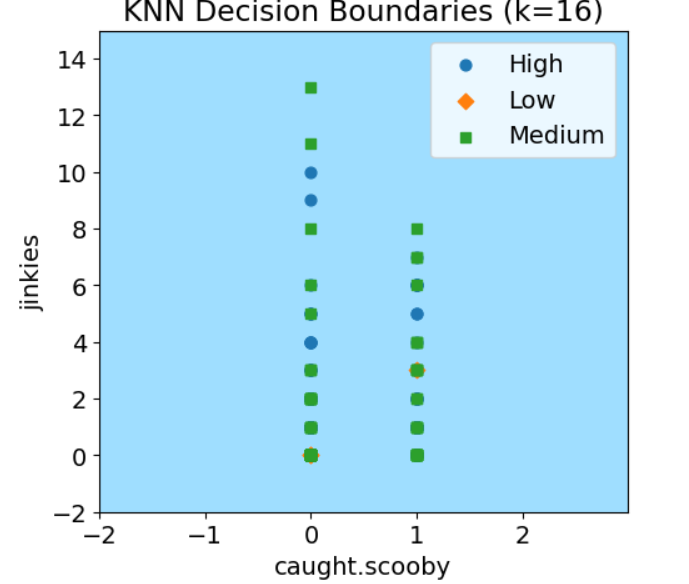 KNN Decision Boundaries (k=16)
High
Low
Medium
14
12
10
8
6
4
2
0
−2
jinkies
−2 −1 0 1 2
caught.scooby